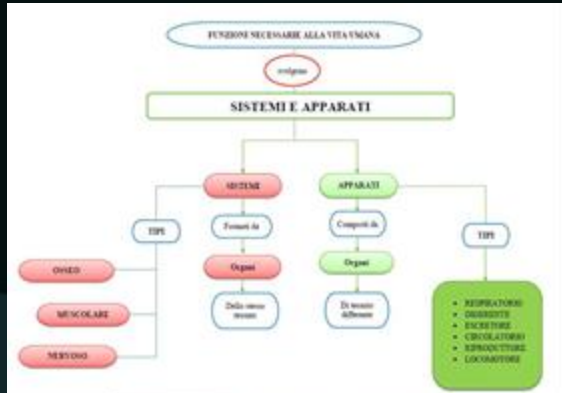 FUNZIONI NECESSARIE ALLA VITA UMANA
svolgono
SISTEMI E APPARATI
SISTEMI
APPARATI
TIPI
Formati da
Composti da
TIPI
OSSEO
Organi
Organi
MUSCOLARE
Dello stesso
tessuto
Di tessuto
differente
NERVOSO
• RESPIRATORIO
• DIGERENTE
• ESCRETORE
• CIRCOLATORIO
• RIPRODUTTORE
• LOCOMOTORE